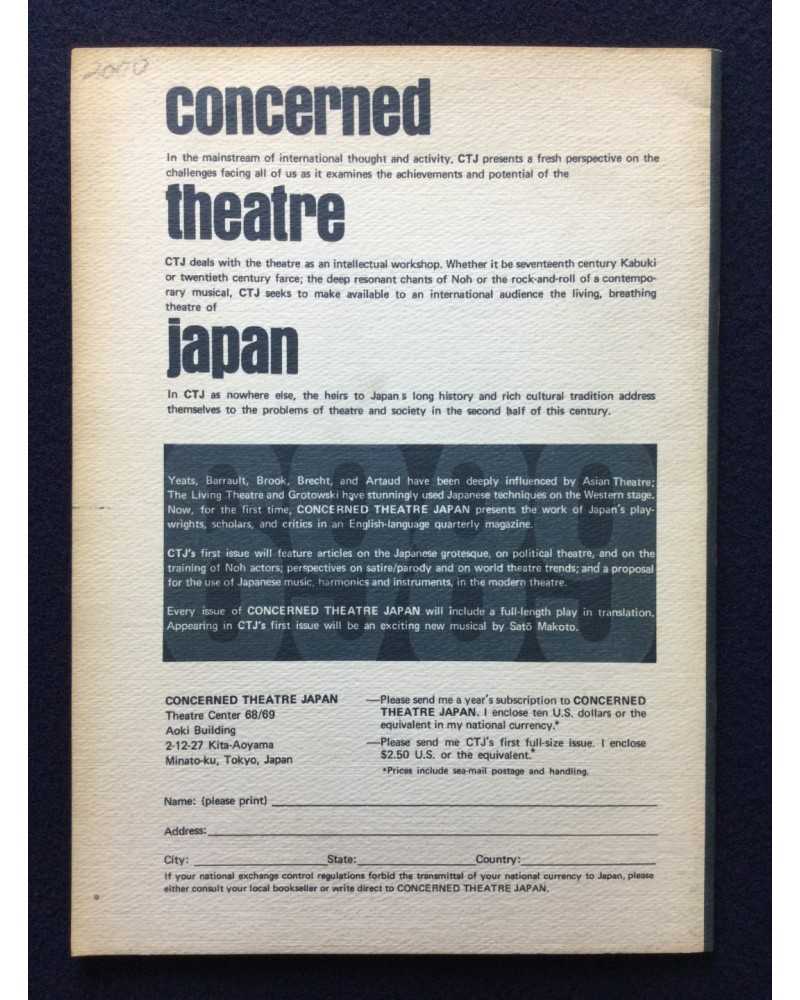 2000
concerned
In the mainstream of international thought and activity, CTJ presents a fresh perspective on the
challenges facing all of us as it examines the achievements and potential of the
theatre
CTJ deals with the theatre as an intellectual workshop. Whether it be seventeenth century Kabuki
or twentieth century farce; the deep resonant chants of Noh or the rock-and-roll of a contempo-
rary musical, CTJ seeks to make available to an international audience the living, breathing
theatre of
japan
In CTJ as nowhere else, the heirs to Japan s long history and rich cultural tradition address
themselves to the problems of theatre and society in the second half of this century.
Yeats, Barrault, Brook, Brecht, and Artaud have been deeply influenced by Asian Theatre;
The Living Theatre and Grotowski have stunningly used Japanese techniques on the Western stage.
Now, for the first time, CONCERNED THEATRE JAPAN presents the work of Japan's play-
wrights, scholars, and critics in an English-language quarterly magazine.
CTJ's first issue will feature articles on the Japanese grotesque, on political theatre, and on the
training of Noh actors; perspectives on satire/parody and on world theatre trends; and a proposal
for the use of Japanese music, harmonics and instruments, in the modern theatre.
Every issue of CONCERNED THEATRE JAPAN will include a full-length play in translation.
Appearing in CTJ's first issue will be an exciting new musical by Satō Makoto.
CONCERNED THEATRE JAPAN
Theatre Center 68/69
Aoki Building
2-12-27 Kita-Aoyama
Minato-ku, Tokyo, Japan
—Please send me a year's subscription to CONCERNED
THEATRE JAPAN. I enclose ten U.S. dollars or the
equivalent in my national currency.*
—Please send me CTJ's first full-size issue. I enclose
$2.50 U.S. or the equivalent.*
*Prices include sea-mail postage and handling.
Name: (please print)
Address:
City: State: Country:
If your national exchange control regulations forbid the transmittal of your national currency to Japan, please
either consult your local bookseller or write direct to CONCERNED THEATRE JAPAN.